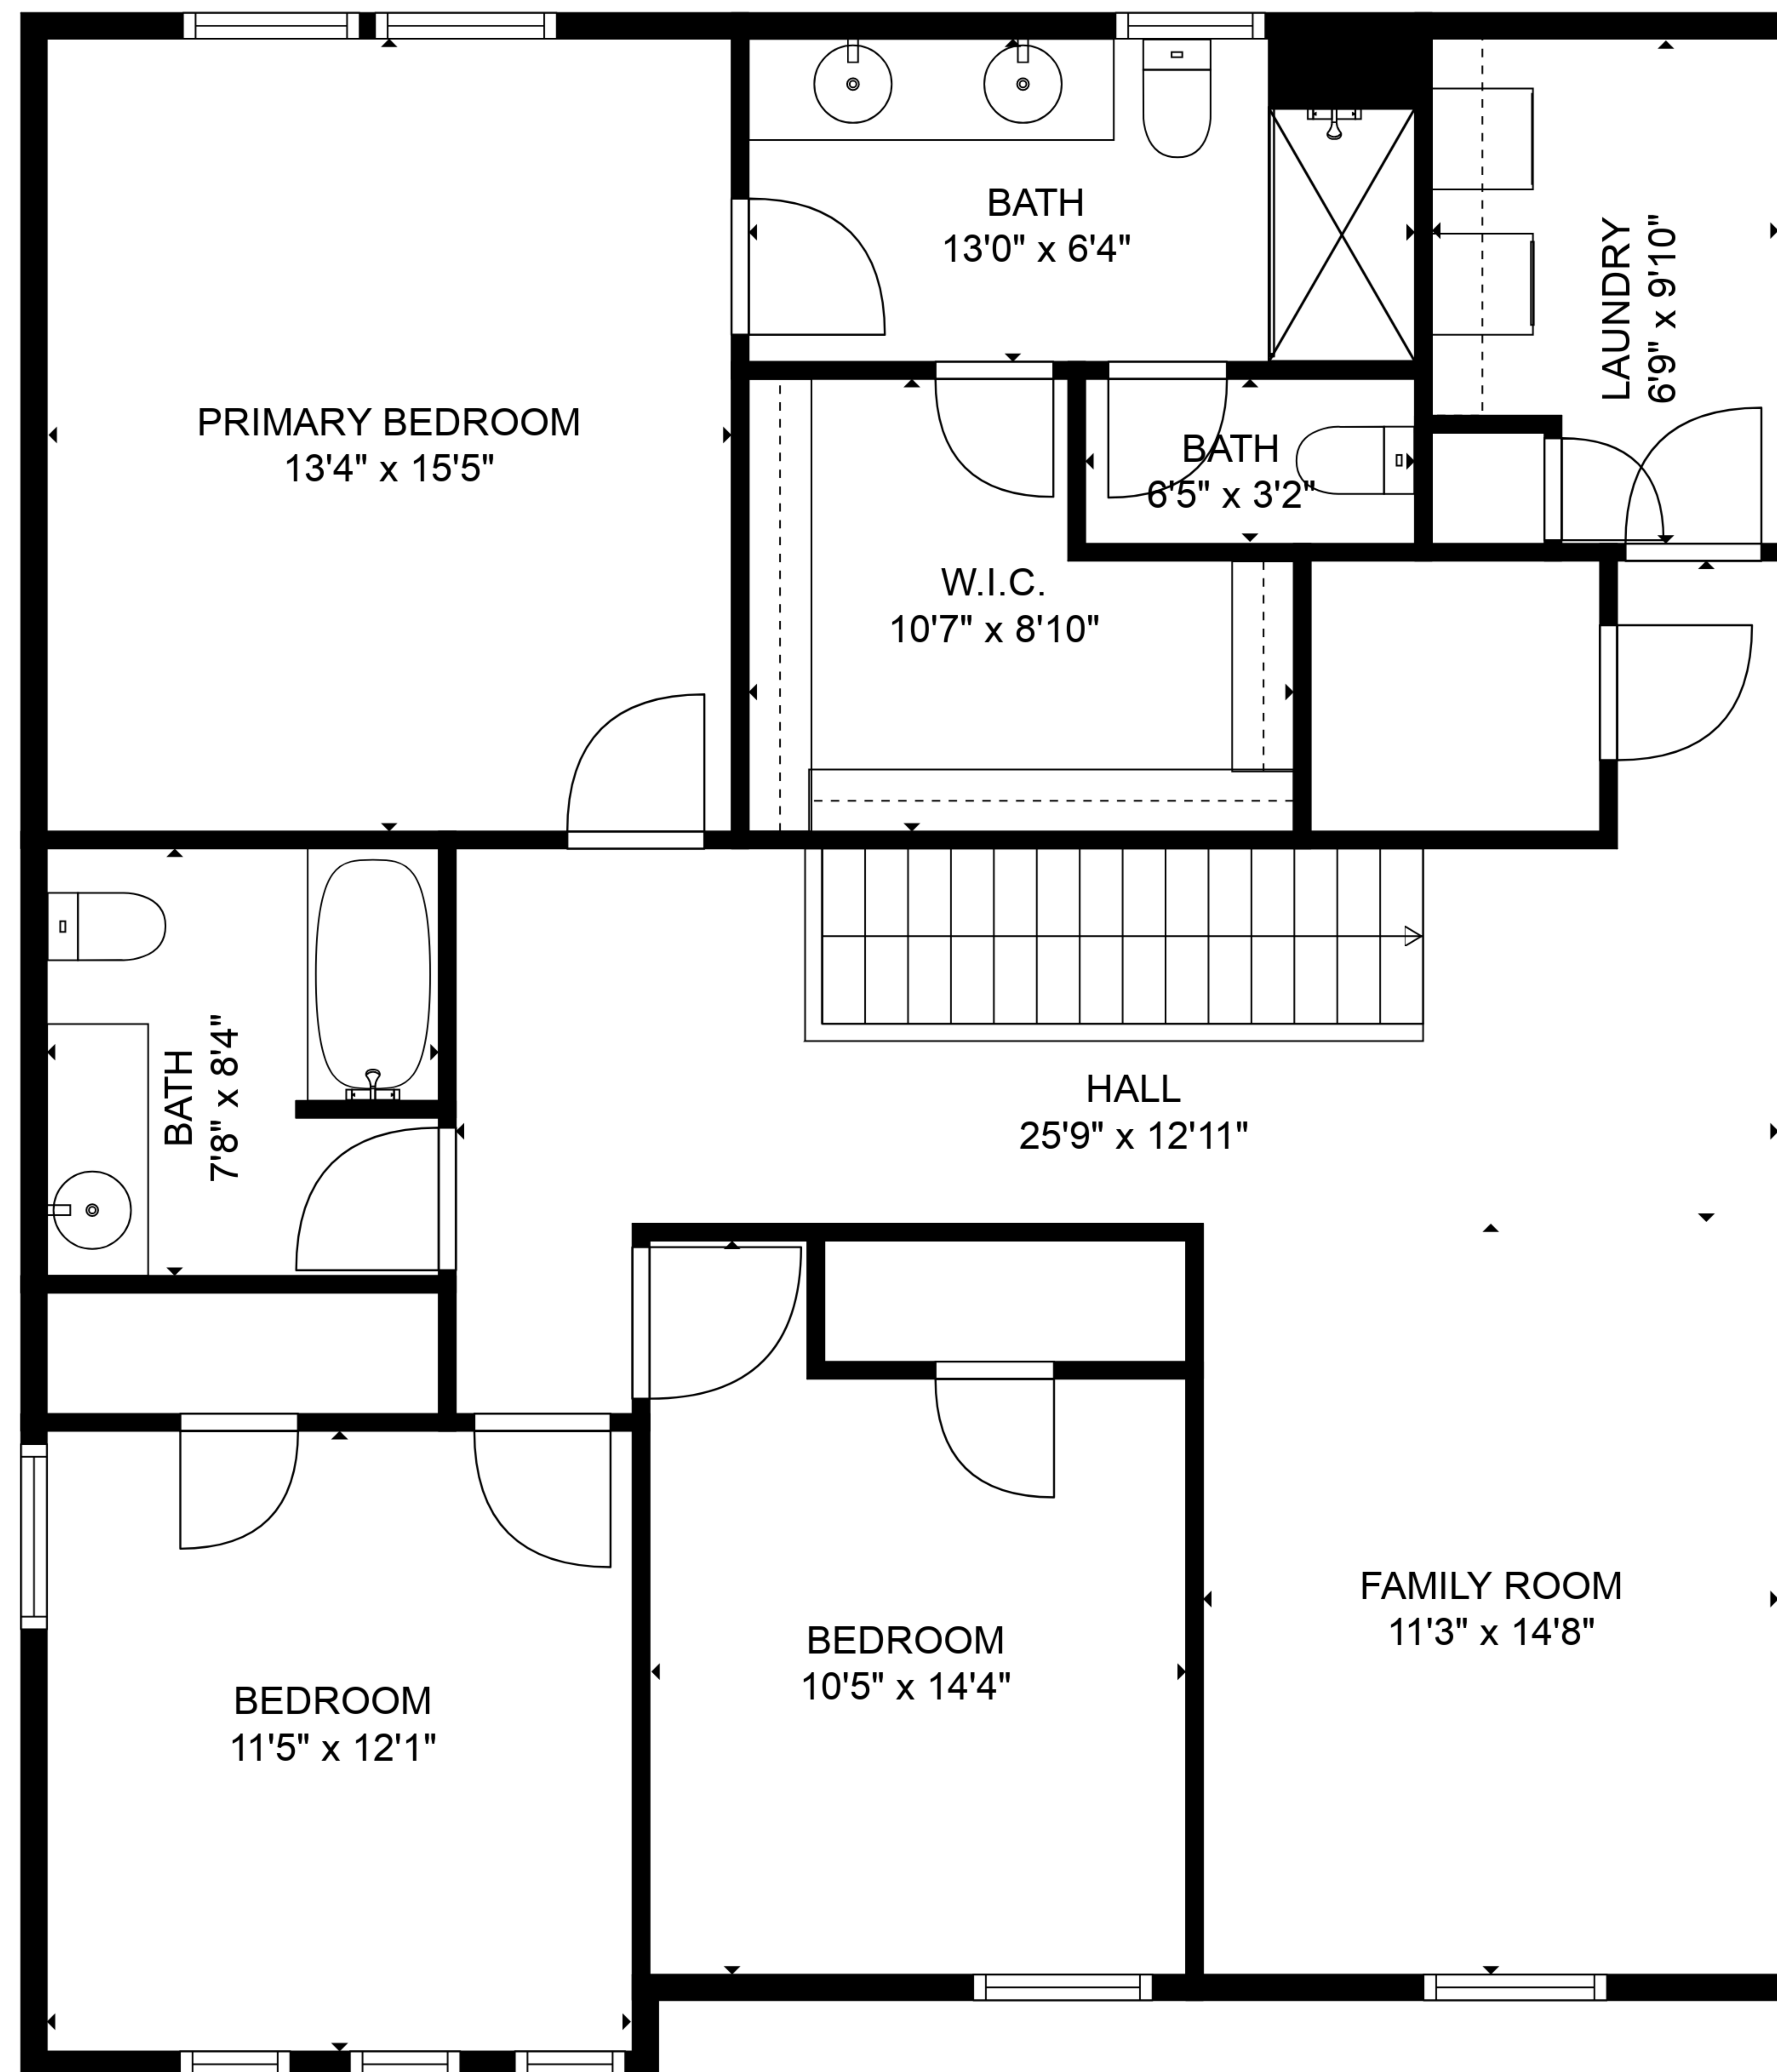 BATH
13'0" x 6'4"
LAUNDRY
6'9" x 9'10"
PRIMARY BEDROOM
13'4" x 15'5"
BATH
6'5" x 3'2"
W.I.C.
10'7" x 8'10"
BATH
7'8" x 8'4"
HALL
25'9" x 12'11"
FAMILY ROOM
11'3" x 14'8"
BEDROOM
10'5" x 14'4"
BEDROOM
11'5" x 12'1"